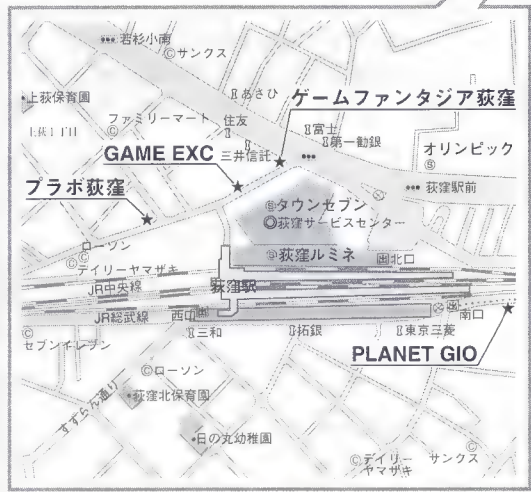 若杉小南
サンクス
上荻保育園
あさひ
ゲームファンタジア荻窪
ファミリーマート
住友
富士
第一勧銀
上荻1丁目
三井信託
オリンピック
GAME EXC
荻窪駅前
プラボ荻窪
タウンセブン
荻窪サービスセンター
ローソン
荻窪ルミネ
北口
デイリーヤマザキ
荻窪駅
JR中央線
JR総武線
西口
南口
セブンイレブン
三和
拓銀
東京三菱
PLANET GIO
ローソン
すずらん通り
荻窪北保育園
日の丸幼稚園
デイリー
ヤマザキ
サンクス